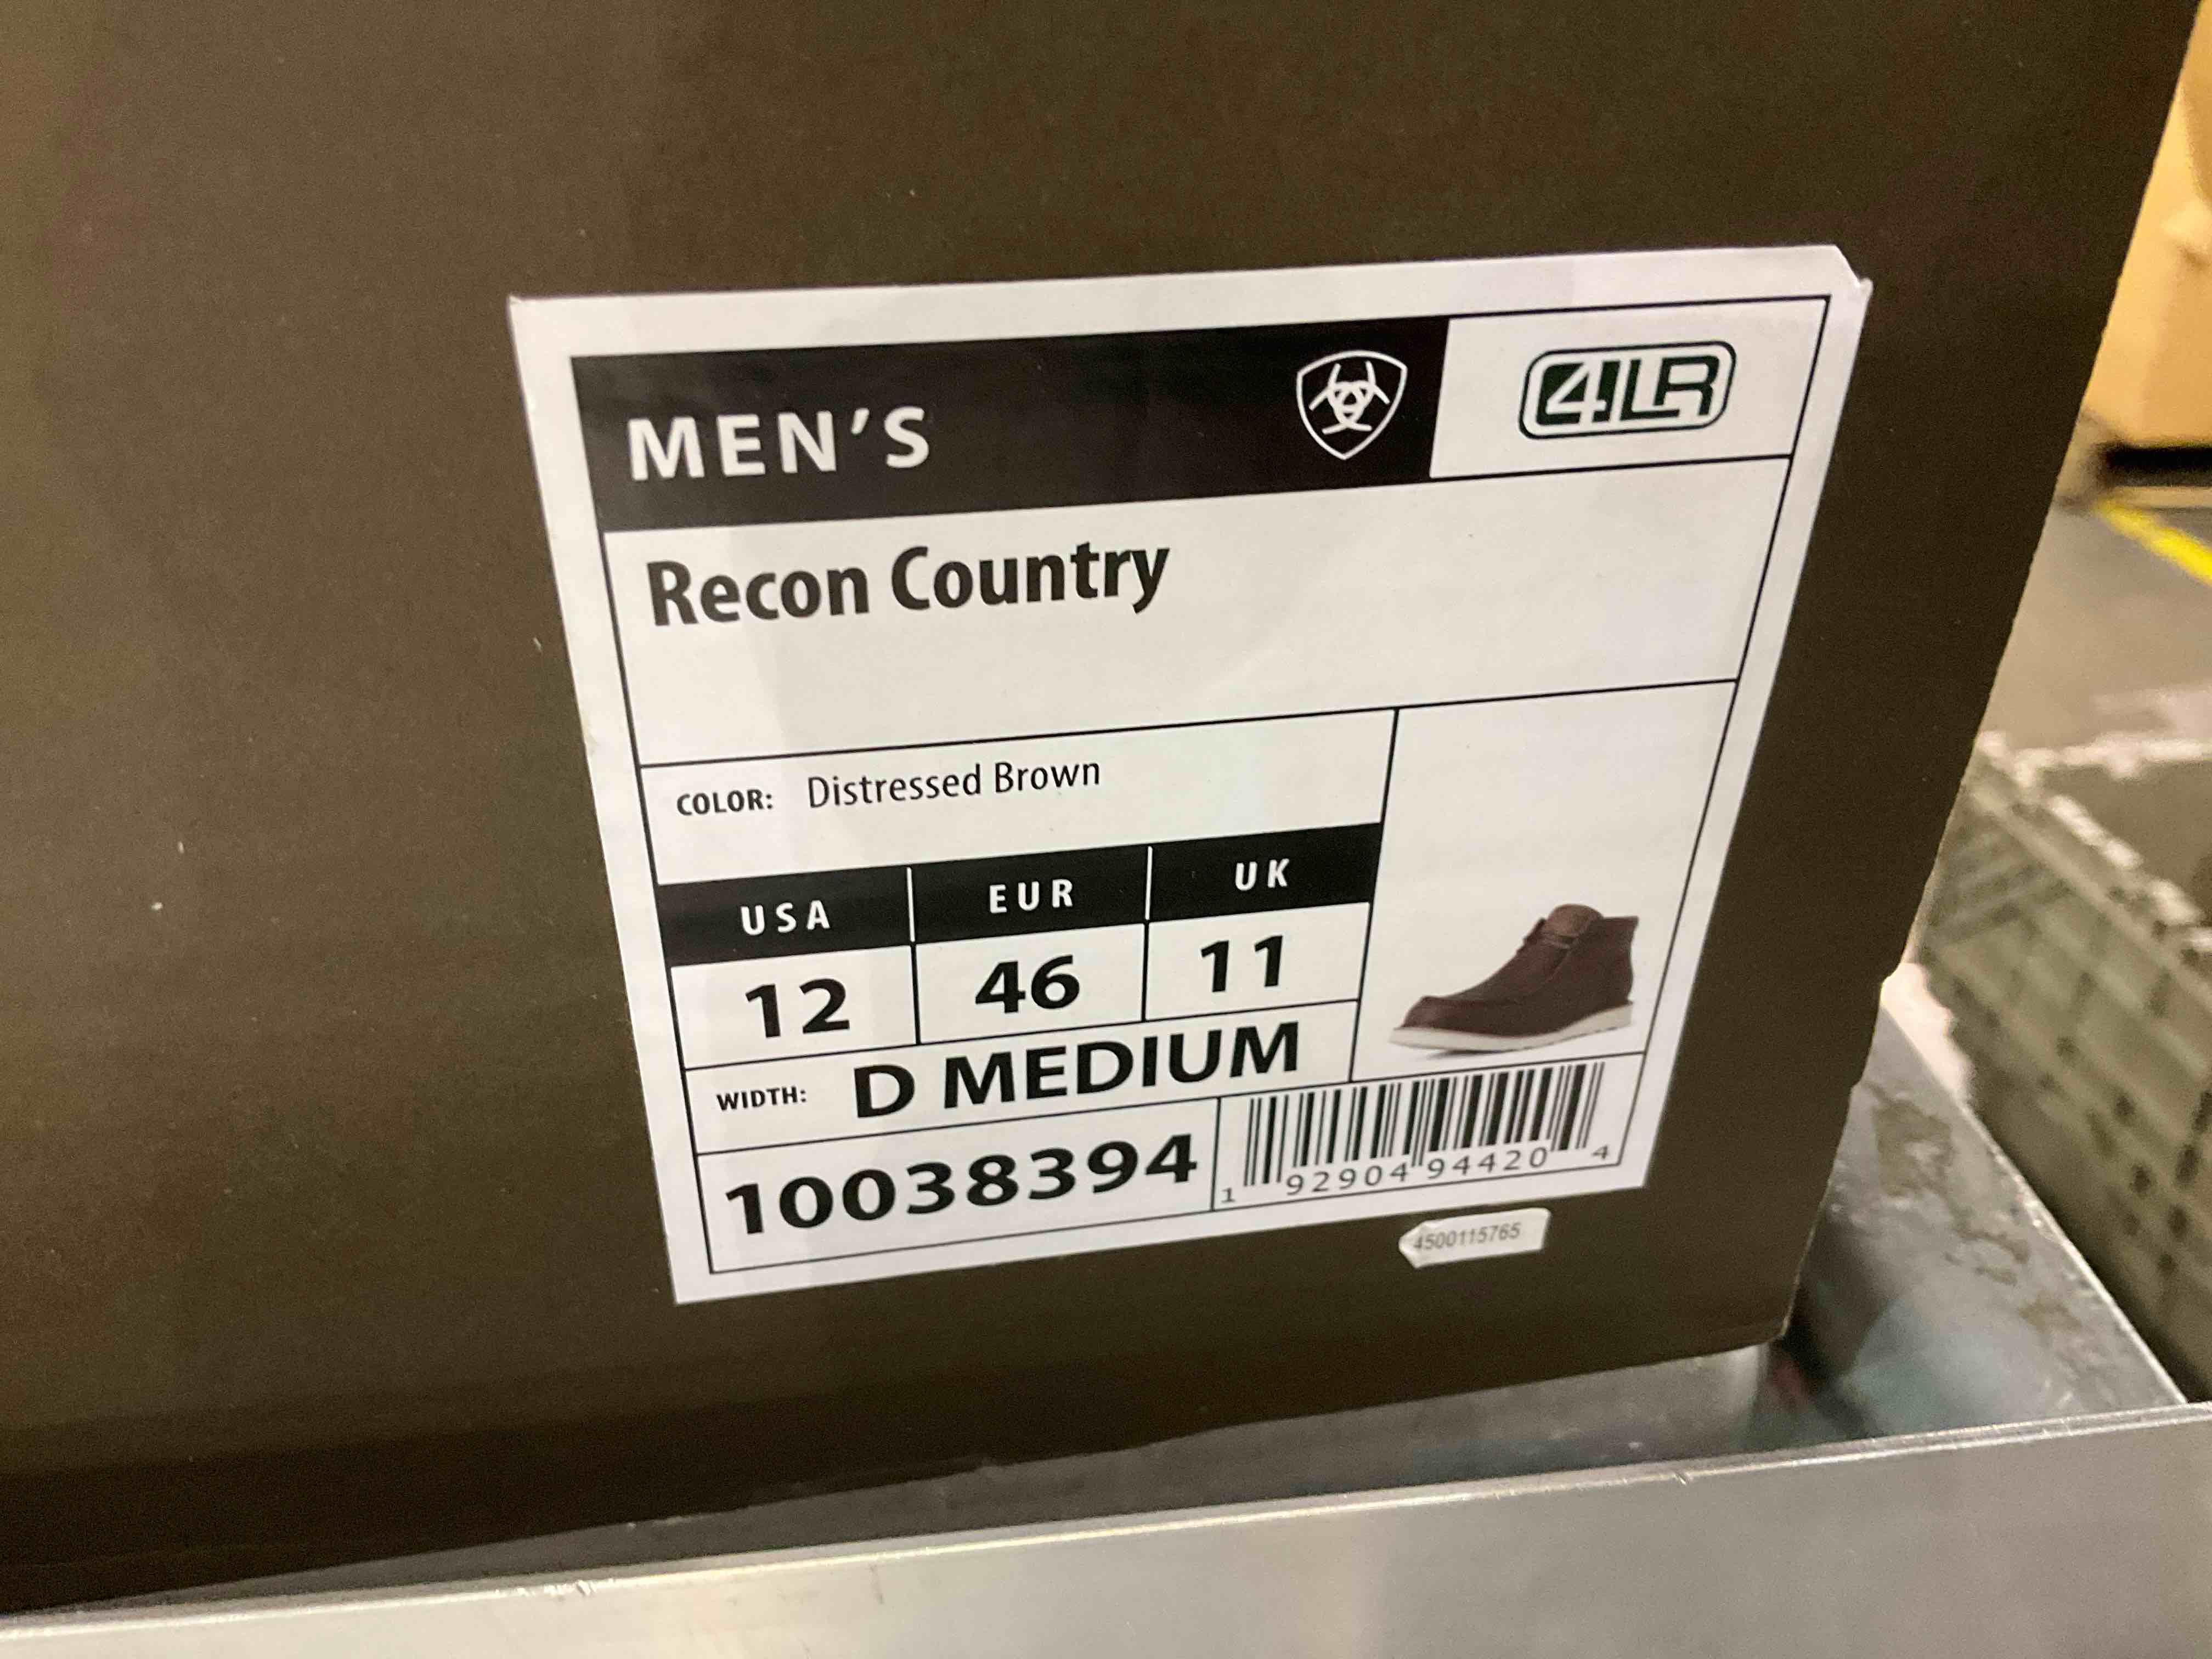 MEN'S
4LR
Recon Country
COLOR: Distressed Brown
USA EUR UK
12 46 11
WIDTH: D MEDIUM
10038394
1 92904 94420 4
4500115765